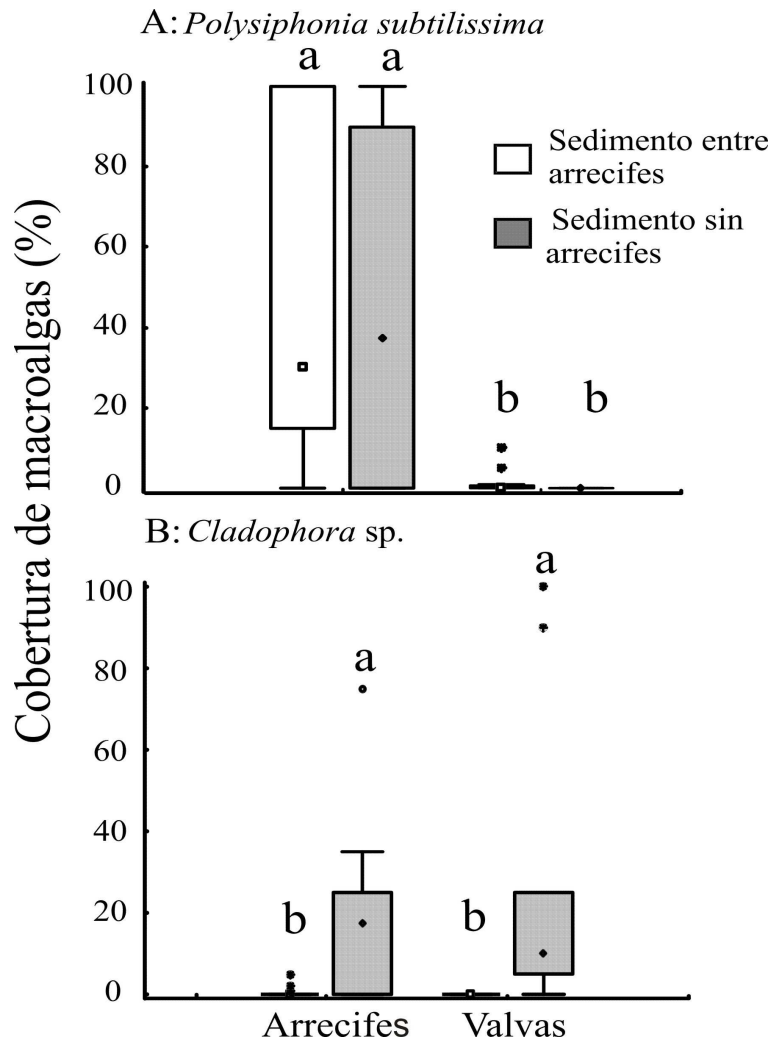 A: Polysiphonia subtilissima
a a
100
80
60
40
20
0
Sedimento entre
arrecifes
Sedimento sin
arrecifes
b b
Cobertura de macroalgas (%)
B: Cladophora sp.
a
100
80
60
40
20
0
a
b b
Arrecifes Valvas